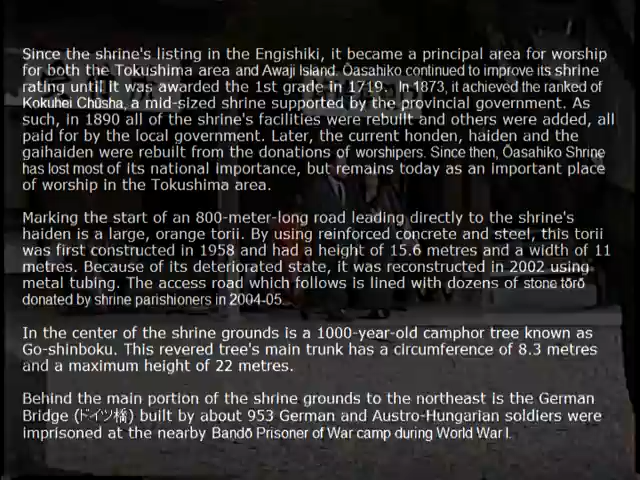 Since the shrine's listing in the Engishiki, it became a principal area for worship
for both the Tokushima area and Awaji Island. Ōasahiko continued to improve its shrine
rating until it was awarded the 1st grade in 1719. In 1873, it achieved the ranked of
Kokuhei Chūsha, a mid-sized shrine supported by the provincial government. As
such, in 1890 all of the shrine's facilities were rebuilt and others were added, all
paid for by the local government. Later, the current honden, haiden and the
gaihaiden were rebuilt from the donations of worshipers. Since then, Ōasahiko Shrine
has lost most of its national importance, but remains today as an important place
of worship in the Tokushima area.
Marking the start of an 800-meter-long road leading directly to the shrine's
haiden is a large, orange torii. By using reinforced concrete and steel, this torii
was first constructed in 1958 and had a height of 15.6 metres and a width of 11
metres. Because of its deteriorated state, it was reconstructed in 2002 using
metal tubing. The access road which follows is lined with dozens of stone tōrō
donated by shrine parishioners in 2004-05.
In the center of the shrine grounds is a 1000-year-old camphor tree known as
Go-shinboku. This revered tree's main trunk has a circumference of 8.3 metres
and a maximum height of 22 metres.
Behind the main portion of the shrine grounds to the northeast is the German
Bridge (ドイツ橋) built by about 953 German and Austro-Hungarian soldiers were
imprisoned at the nearby Bandō Prisoner of War camp during World War I.